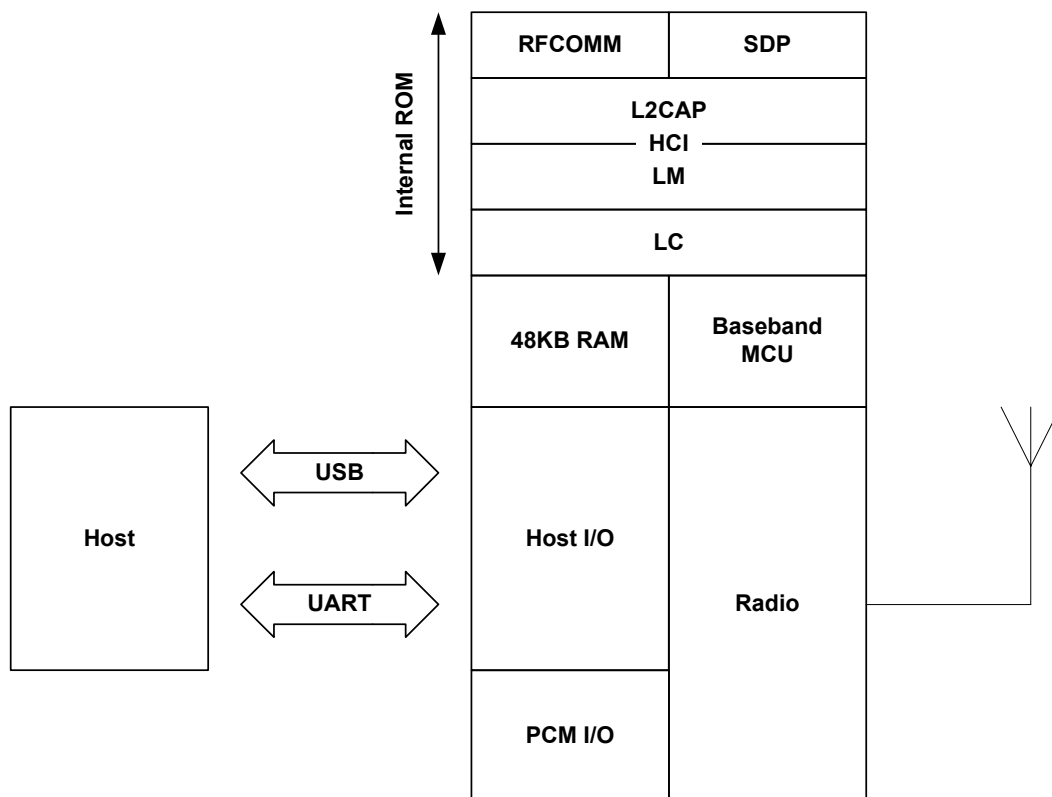 RFCOMM
SDP
Internal ROM
L2CAP
HCI
LM
LC
48KB RAM
Baseband
MCU
USB
Host
Host I/O
UART
Radio
PCM I/O